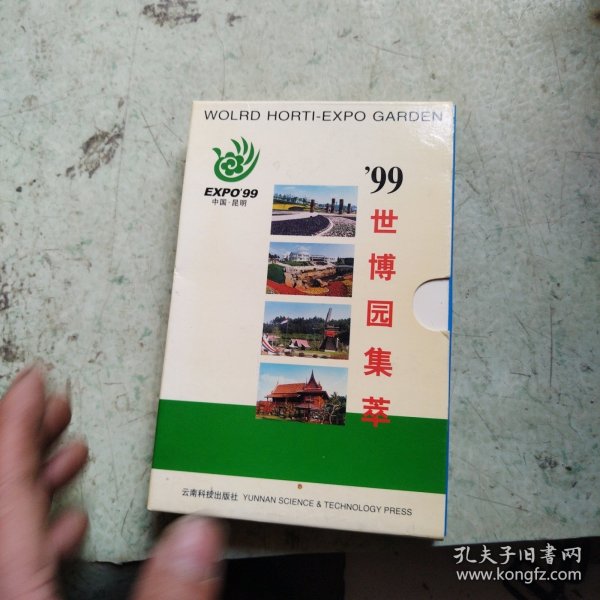 WOLRD HORTI-EXPO GARDEN
EXPO'99
中国·昆明
'99
世博园集萃
云南科技出版社 YUNNAN SCIENCE & TECHNOLOGY PRESS
孔夫子旧书网
www.kongfz.com